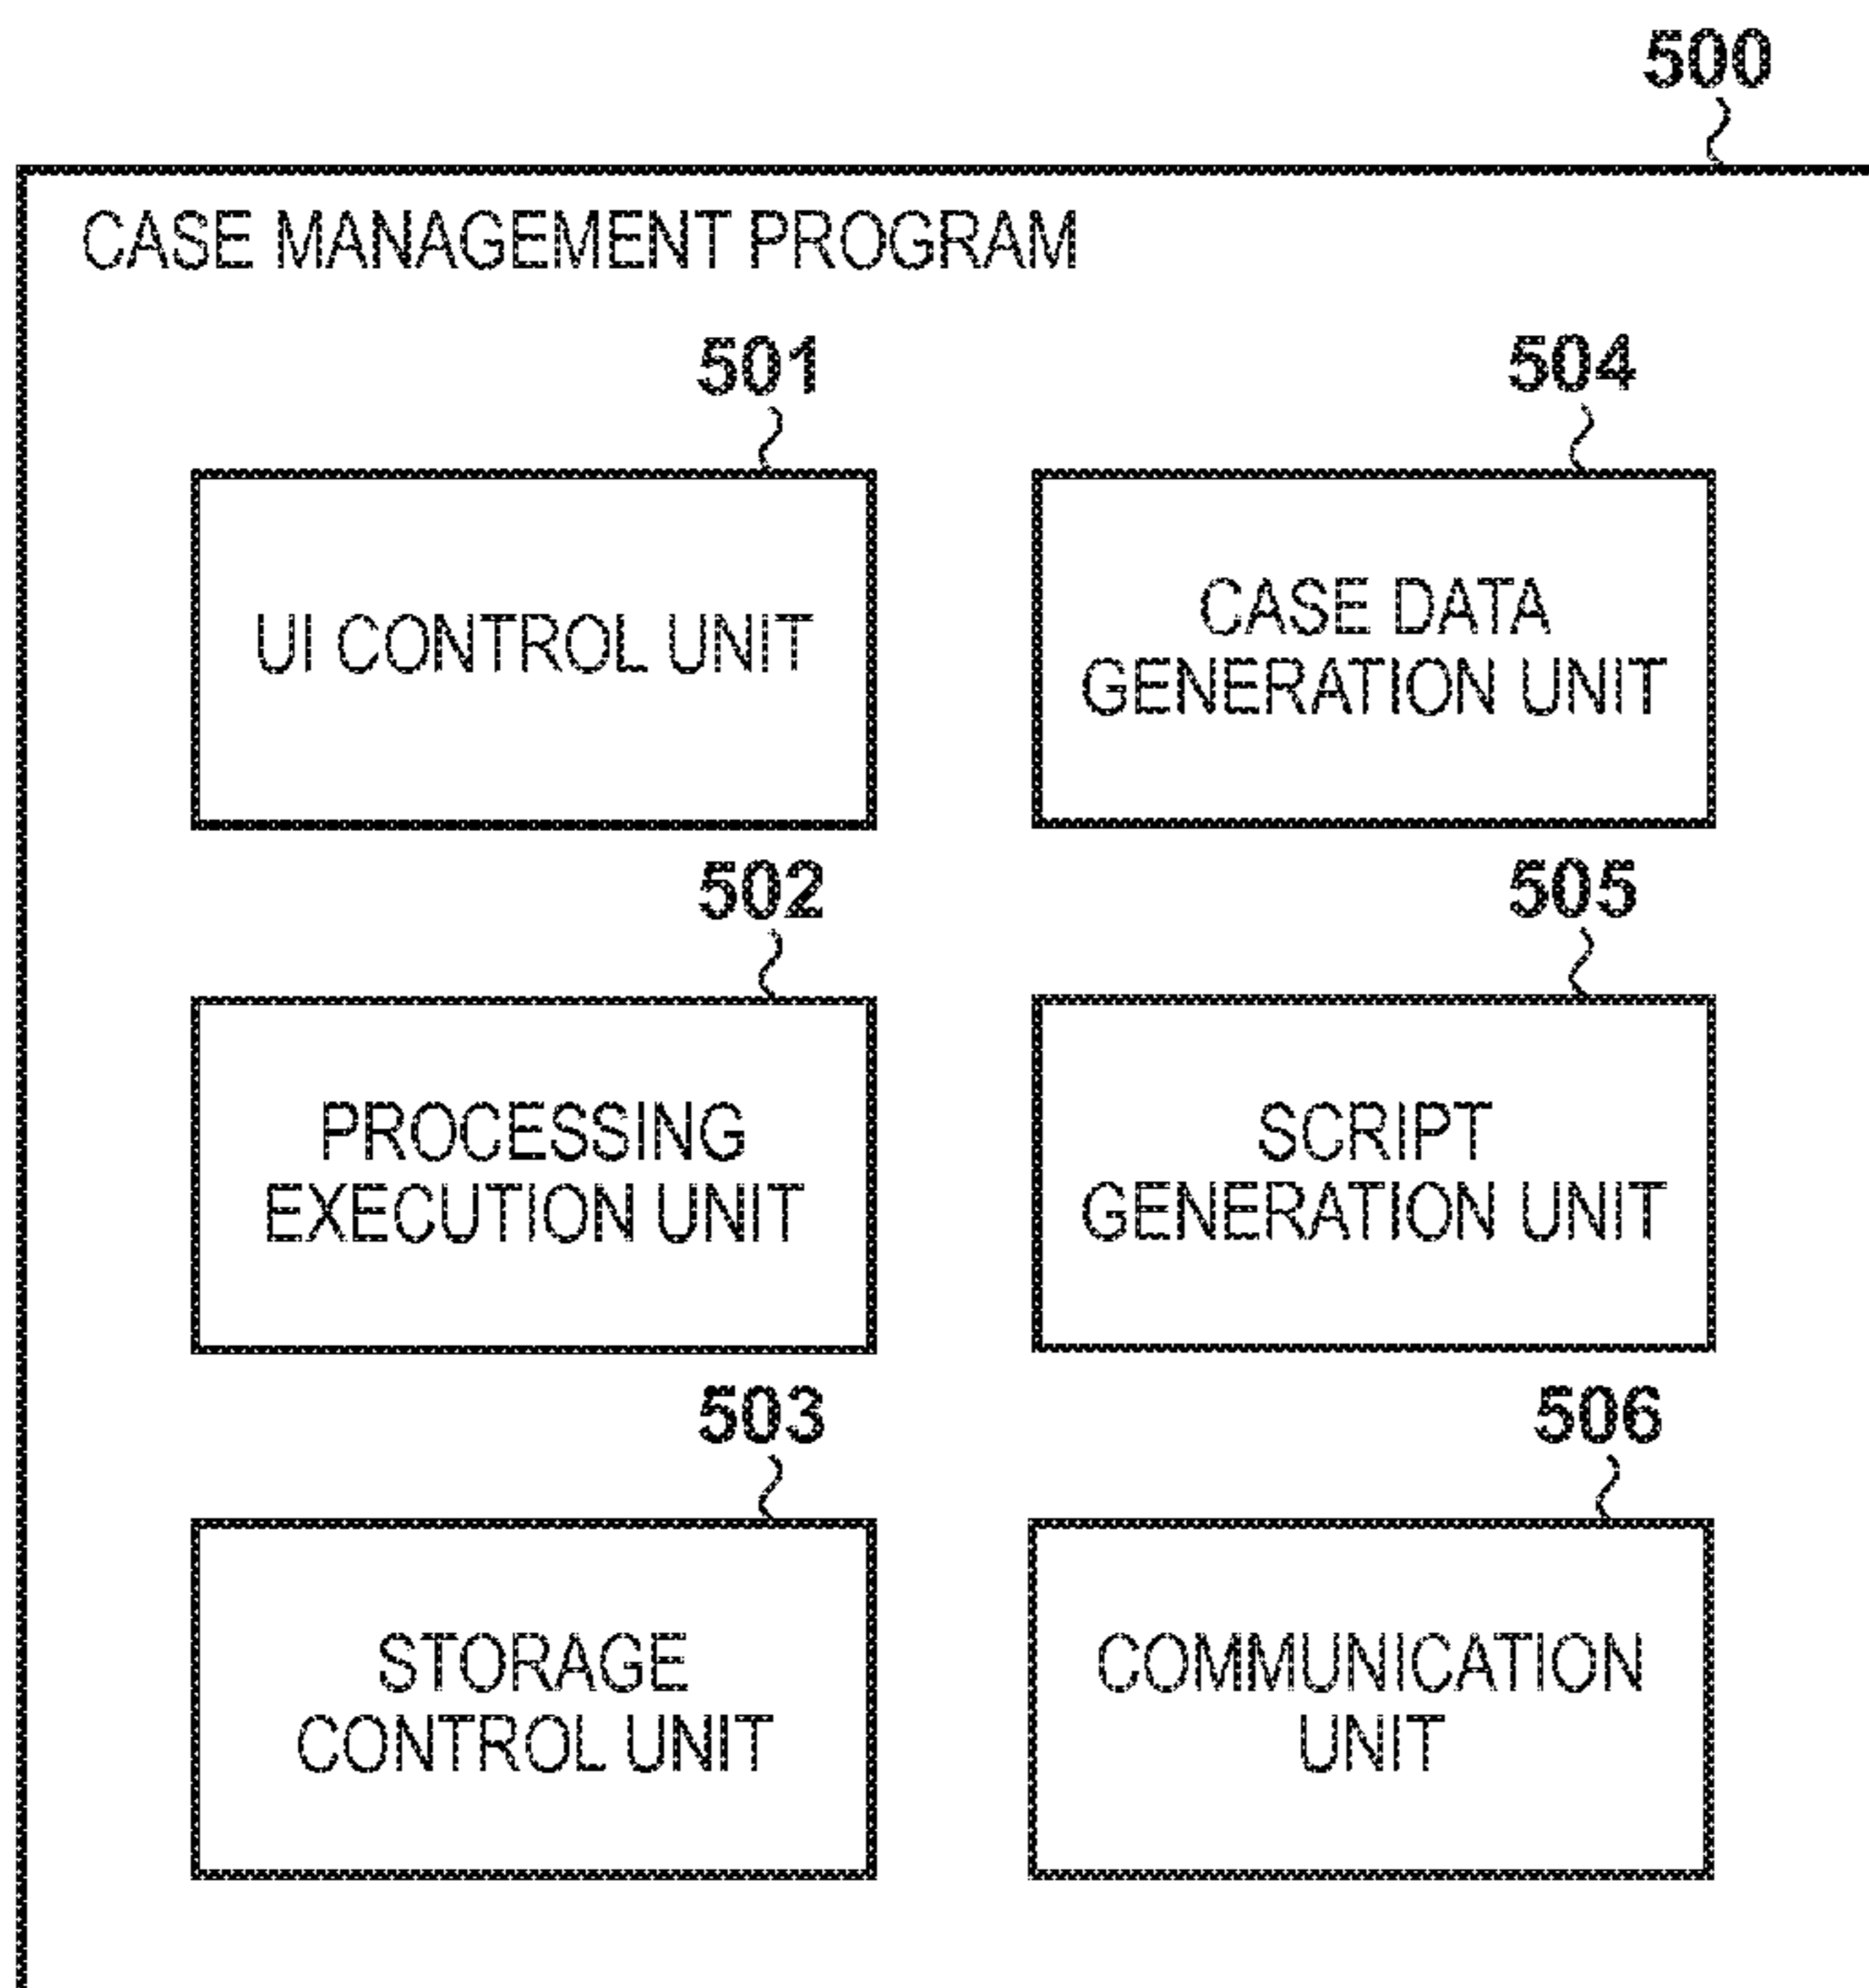 500
CASE MANAGEMENT PROGRAM
501
504
UI CONTROL UNIT
CASE DATA
GENERATION UNIT
502
505
PROCESSING
EXECUTION UNIT
SCRIPT
GENERATION UNIT
503
506
STORAGE
CONTROL UNIT
COMMUNICATION
UNIT